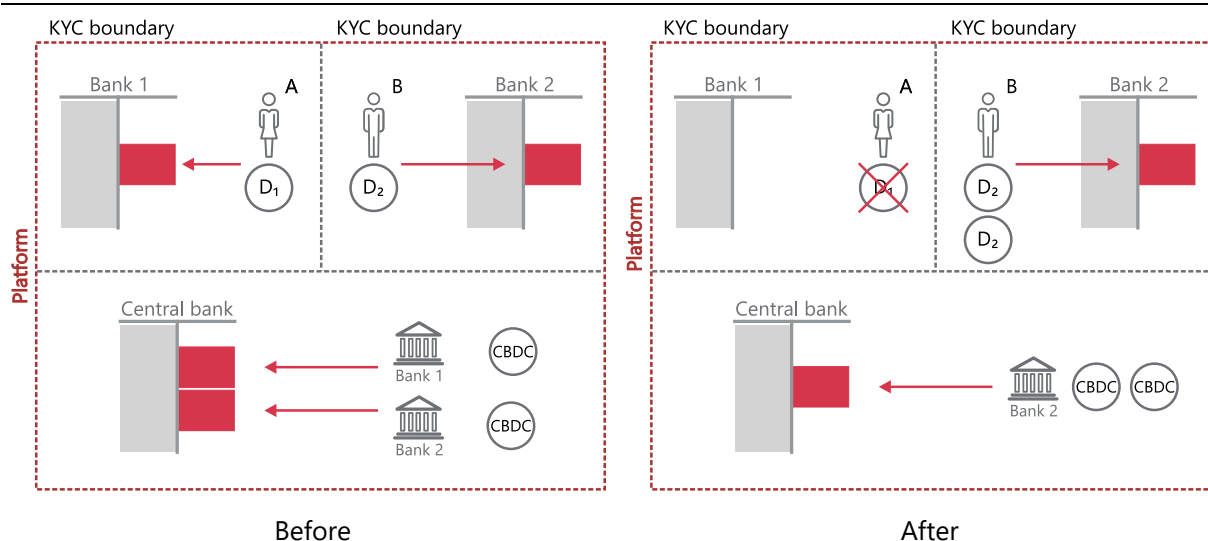 KYC boundary
KYC boundary
Bank 1
A
B
Bank 2
D₁
D₂
Platform
Central bank
Bank 1
CBDC
Bank 2
CBDC
Before
KYC boundary
KYC boundary
Bank 1
A
B
Bank 2
D₁
D₂
D₂
Platform
Central bank
Bank 2
CBDC
CBDC
After